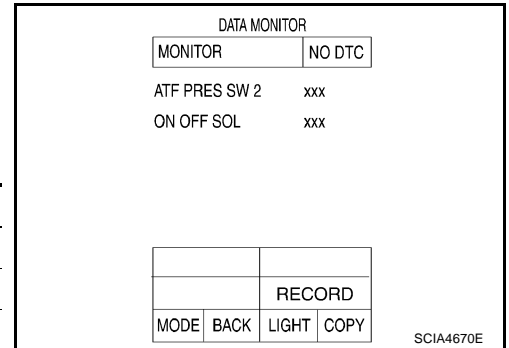 DATA MONITOR
MONITOR NO DTC
ATF PRES SW 2 xxx
ON OFF SOL xxx
RECORD
MODE BACK LIGHT COPY
SCIA4670E